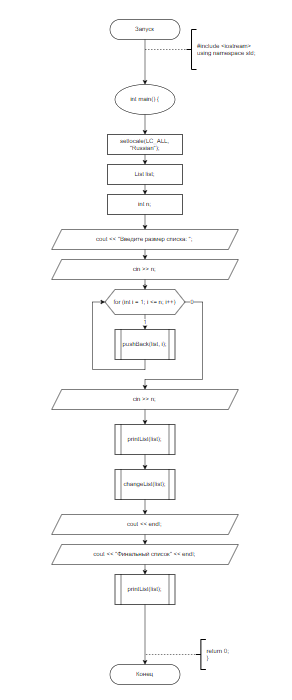 Запуск
#include <iostream>
using namespace std;
int main() {
setlocale(LC_ALL,
"Russian");
List list;
int n;
cout << "Введите размер списка: ";
cin >> n;
for (int i = 1; i <= n; i++)
0
1
pushBack(list, i);
cin >> n;
printList(list);
changeList(list);
cout << endl;
cout << "Финальный список" << endl;
printList(list);
return 0;
}
Конец